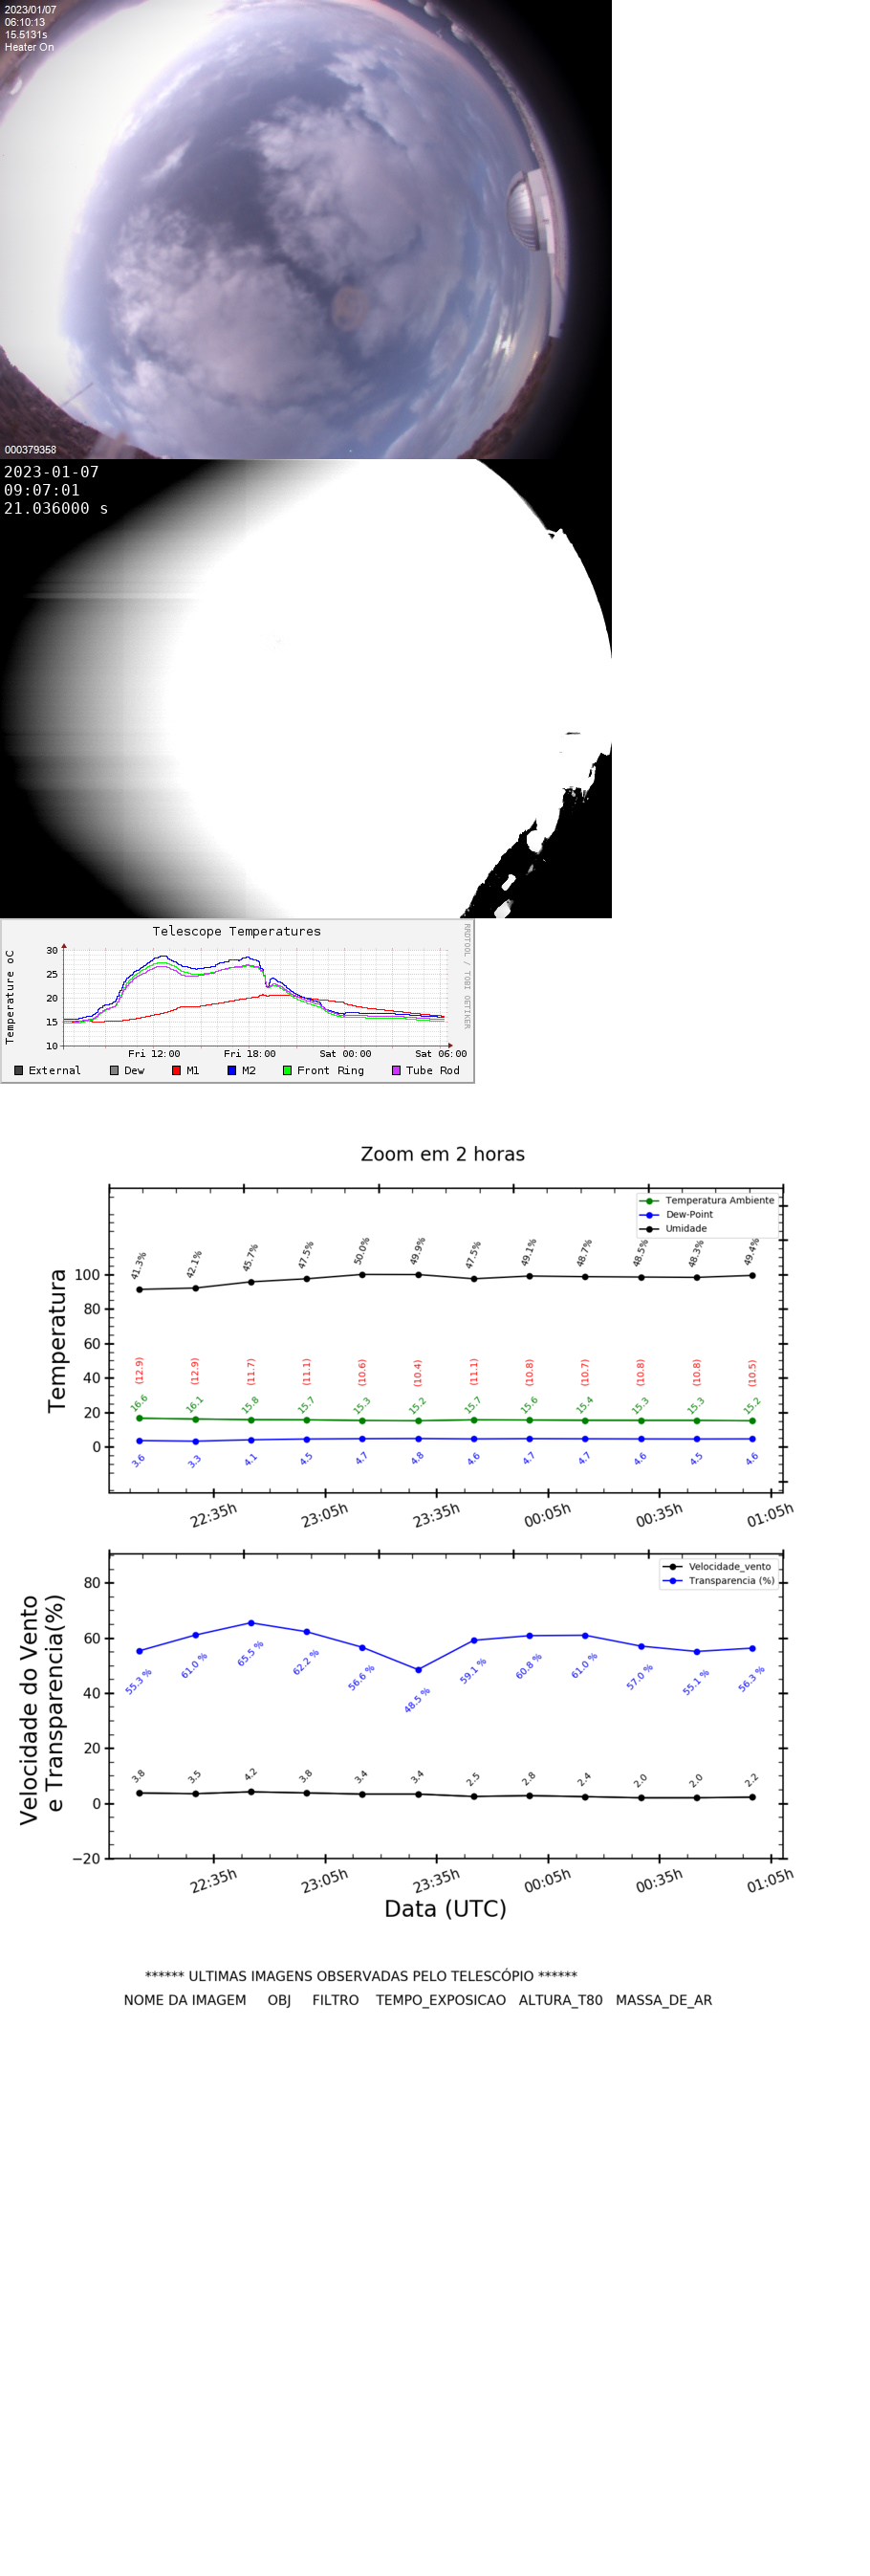 2023/01/07
06:10:13
15.5131s
Heater On
000379358
2023-01-07
09:07:01
21.036000 s
Telescope Temperatures
RRDTOOL / TOBI OETIKER
Temperature oC
30
25
20
15
10
Fri 12:00 Fri 18:00 Sat 00:00 Sat 06:00
External Dew M1 M2 Front Ring Tube Rod
Zoom em 2 horas
Temperatura Ambiente
Dew-Point
Umidade
Temperatura
100
80
60
40
20
0
41.3% 42.1% 45.7% 47.5% 50.0% 49.9% 47.5% 49.1% 48.7% 48.5% 48.3% 49.4%
(12.9) (12.9) (11.7) (11.1) (10.6) (10.4) (11.1) (10.8) (10.7) (10.8) (10.8) (10.5)
16.6 16.1 15.8 15.7 15.3 15.2 15.7 15.6 15.4 15.3 15.3 15.2
3.6 3.3 4.1 4.5 4.7 4.8 4.6 4.7 4.7 4.6 4.5 4.6
22:35h 23:05h 23:35h 00:05h 00:35h 01:05h
Velocidade_vento
Transparencia (%)
Velocidade do Vento
e Transparencia(%)
80
60
40
20
0
−20
55.3 % 61.0 % 65.5 % 62.2 % 56.6 % 48.5 % 59.1 % 60.8 % 61.0 % 57.0 % 55.1 % 56.3 %
3.8 3.5 4.2 3.8 3.4 3.4 2.5 2.8 2.4 2.0 2.0 2.2
22:35h 23:05h 23:35h 00:05h 00:35h 01:05h
Data (UTC)
****** ULTIMAS IMAGENS OBSERVADAS PELO TELESCÓPIO ******
NOME DA IMAGEM OBJ FILTRO TEMPO_EXPOSICAO ALTURA_T80 MASSA_DE_AR